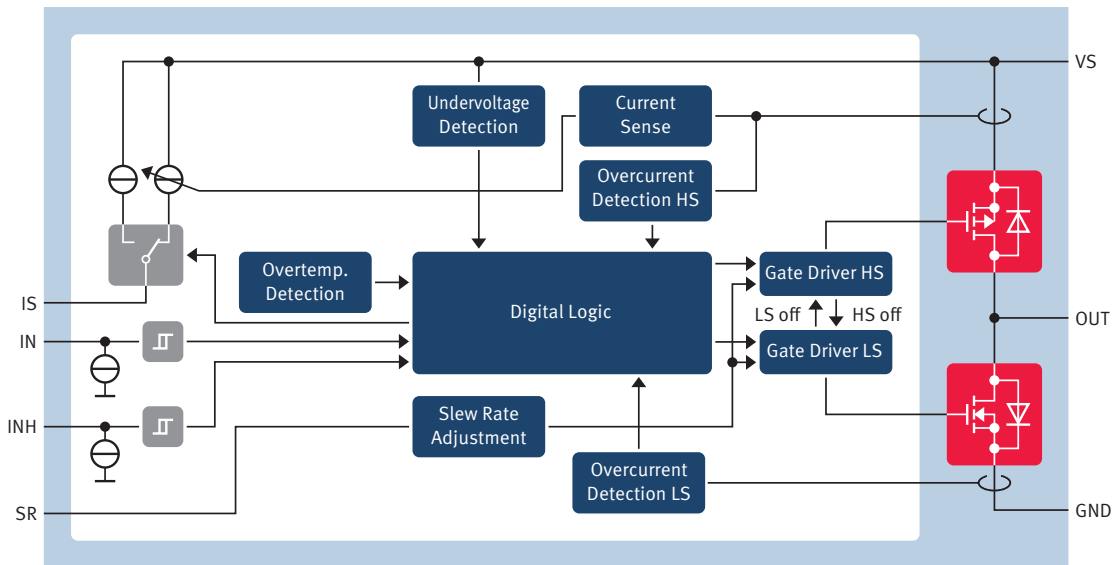 VS
Undervoltage
Detection
Current
Sense
Overcurrent
Detection HS
Overtemp.
Detection
Digital Logic
Gate Driver HS
IS
LS off
HS off
OUT
IN
Gate Driver LS
INH
Slew Rate
Adjustment
Overcurrent
Detection LS
SR
GND